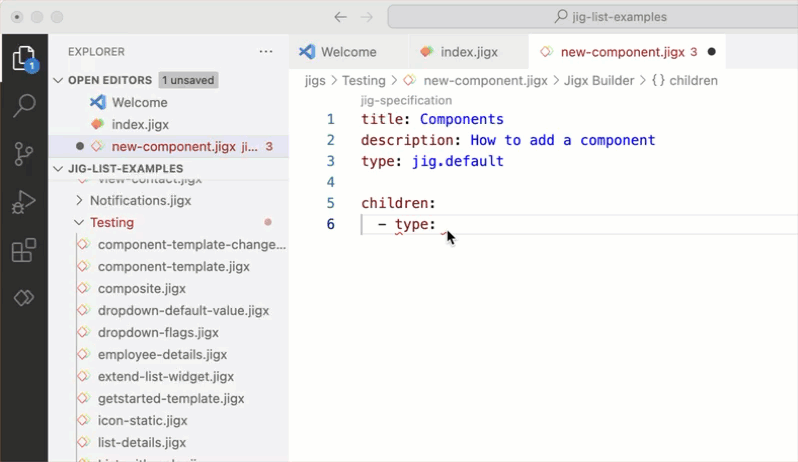 jig-list-examples
EXPLORER ...
Welcome
index.jigx
new-component.jigx 3
OPEN EDITORS 1 unsaved
Welcome
index.jigx
new-component.jigx ji... 3
JIG-LIST-EXAMPLES
view-contact.jigx
Notifications.jigx
Testing
component-template-change...
component-template.jigx
composite.jigx
dropdown-default-value.jigx
dropdown-flags.jigx
employee-details.jigx
extend-list-widget.jigx
getstarted-template.jigx
icon-static.jigx
list-details.jigx
1
jigs > Testing > new-component.jigx > Jigx Builder > { } children
jig-specification
1 title: Components
2 description: How to add a component
3 type: jig.default
4
5 children:
6 - type: